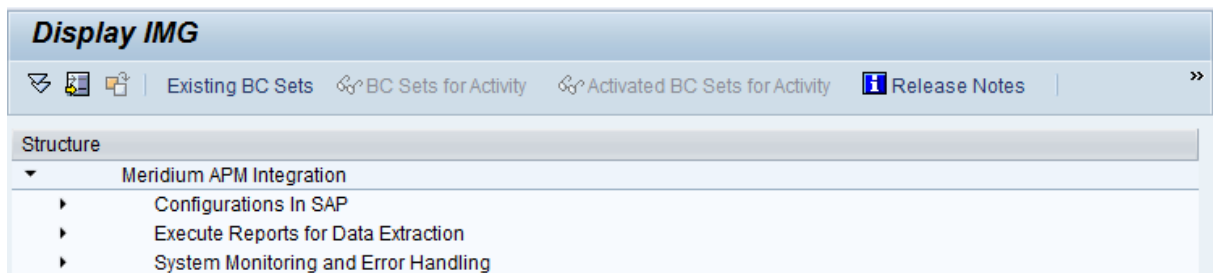 Display IMG
Existing BC Sets BC Sets for Activity Activated BC Sets for Activity Release Notes
Structure
Meridium APM Integration
Configurations In SAP
Execute Reports for Data Extraction
System Monitoring and Error Handling